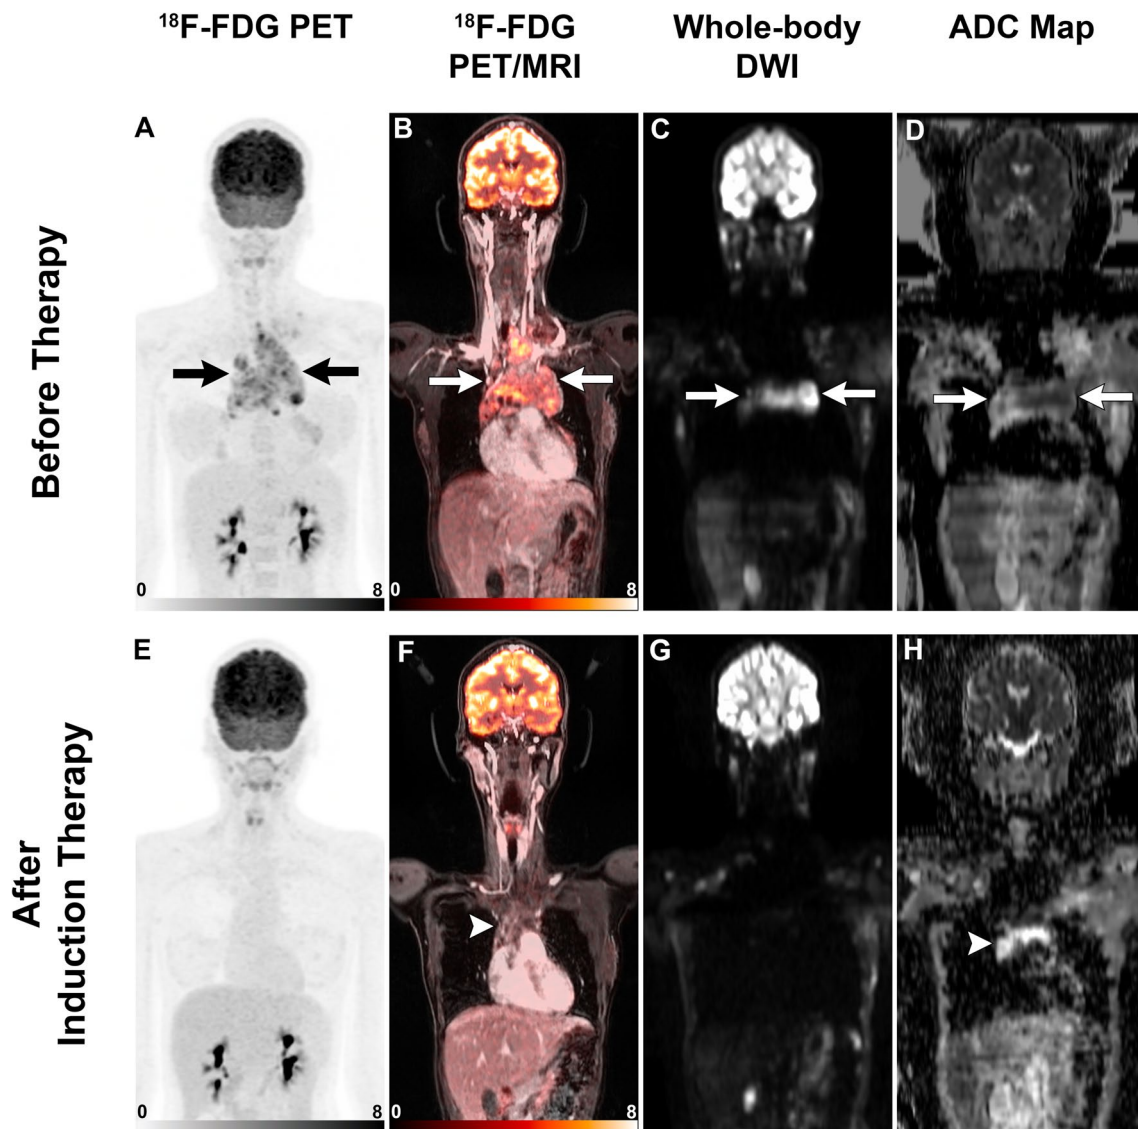 ¹⁸F-FDG PET
¹⁸F-FDG
PET/MRI
Whole-body
DWI
ADC Map
Before Therapy
A
B
C
D
0 8
0 8
After
Induction Therapy
E
F
G
H
0 8
0 8